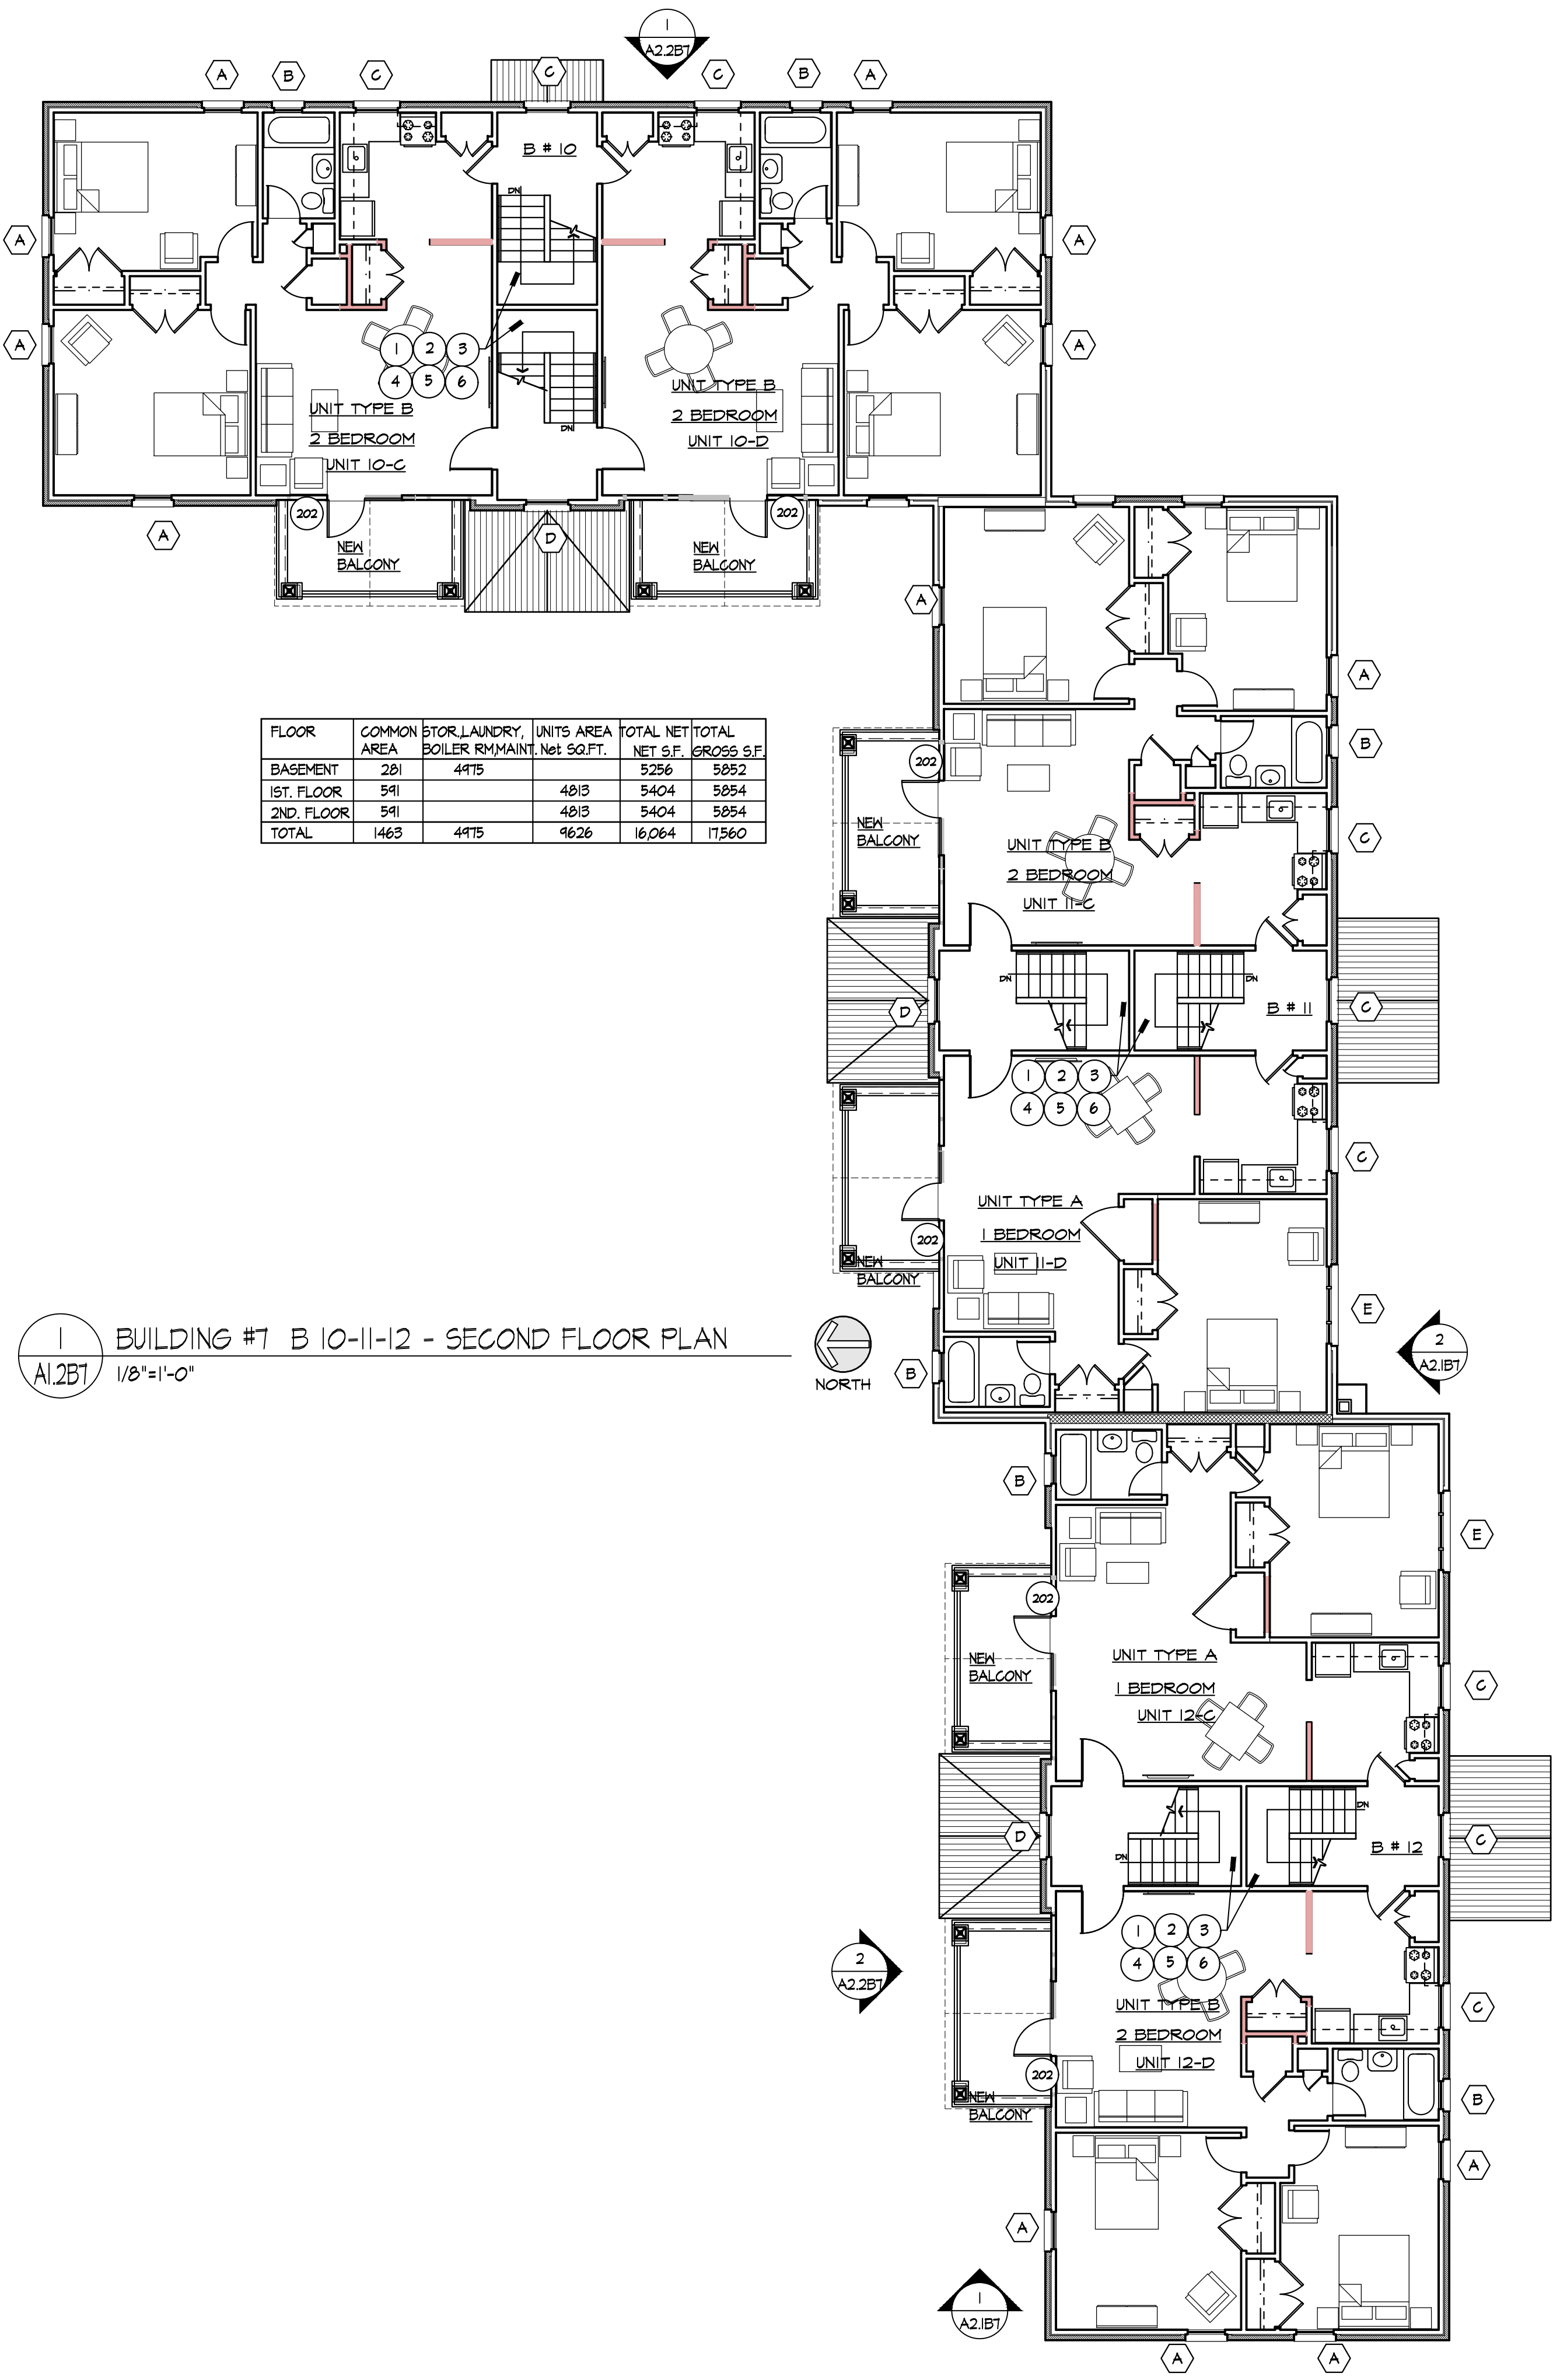 1
A2.2B7
A
B
C
C
C
B
A
B # 10
DN
A
A
A
A
1 2 3
4 5 6
UNIT TYPE B
2 BEDROOM
UNIT 10-C
UNIT TYPE B
2 BEDROOM
UNIT 10-D
DN
202
202
A
D
NEW
BALCONY
NEW
BALCONY
A
A
B
C
FLOOR COMMON AREA STOR.,LAUNDRY, BOILER RM,MAINT. UNITS AREA Net SQ.FT. TOTAL NET NET S.F. TOTAL GROSS S.F.
BASEMENT 281 4975 5256 5852
1ST. FLOOR 591 4813 5404 5854
2ND. FLOOR 591 4813 5404 5854
TOTAL 1463 4975 9626 16,064 17,560
202
NEW
BALCONY
UNIT TYPE B
2 BEDROOM
UNIT 11-C
DN
DN
D
B # 11
C
1 2 3
4 5 6
C
UNIT TYPE A
1 BEDROOM
UNIT 11-D
202
NEW
BALCONY
E
1
A1.2B7
BUILDING #7 B 10-11-12 - SECOND FLOOR PLAN
1/8"=1'-0"
NORTH
B
2
A2.1B7
B
E
202
NEW
BALCONY
UNIT TYPE A
1 BEDROOM
UNIT 12-C
C
DN
D
DN
B # 12
C
1 2 3
4 5 6
2
A2.2B7
UNIT TYPE B
2 BEDROOM
UNIT 12-D
C
202
NEW
BALCONY
B
A
A
1
A2.1B7
A
A